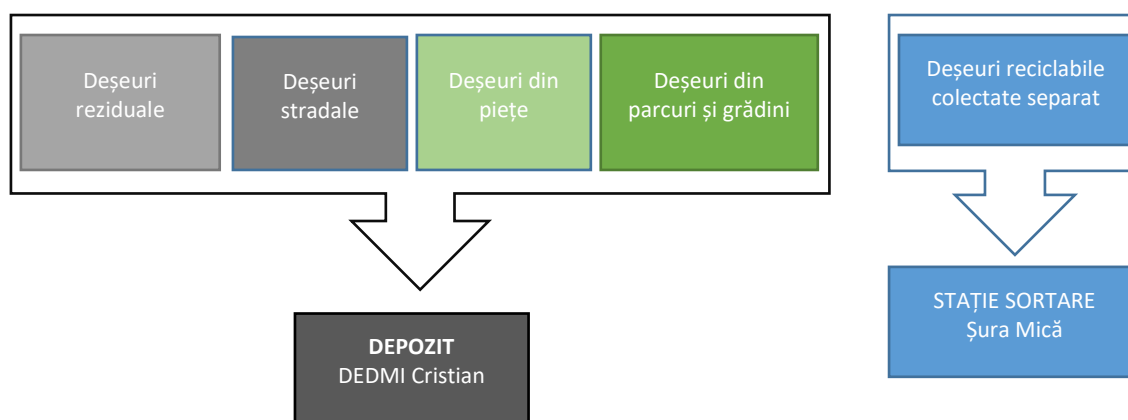 Deșeuri
reziduale
Deșeuri
stradale
Deșeuri din
piețe
Deșeuri din
parcuri și grădini
Deșeuri reciclabile
colectate separat
DEPOZIT
DEDMI Cristian
STAȚIE SORTARE
Șura Mică